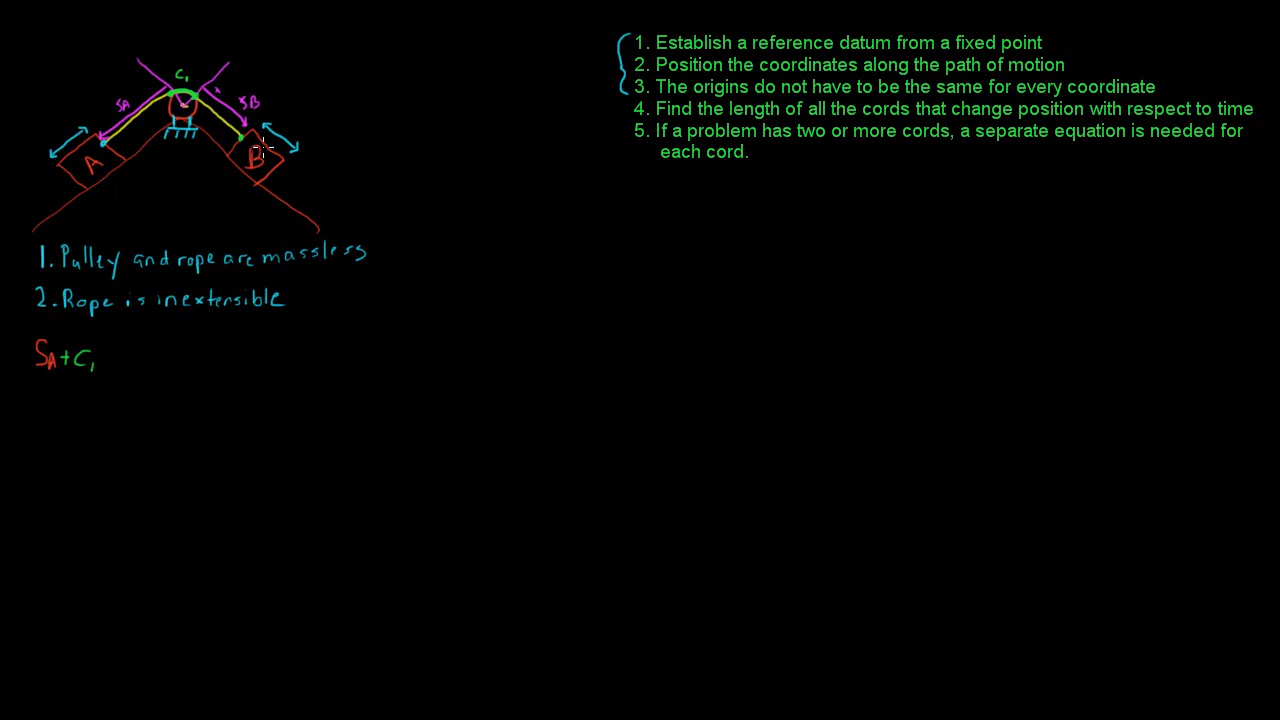 C₁
SA
SB
A
B
1. Establish a reference datum from a fixed point
2. Position the coordinates along the path of motion
3. The origins do not have to be the same for every coordinate
4. Find the length of all the cords that change position with respect to time
5. If a problem has two or more cords, a separate equation is needed for
each cord.
1. Pulley and rope are massless
2. Rope is inextensible
SA + C₁